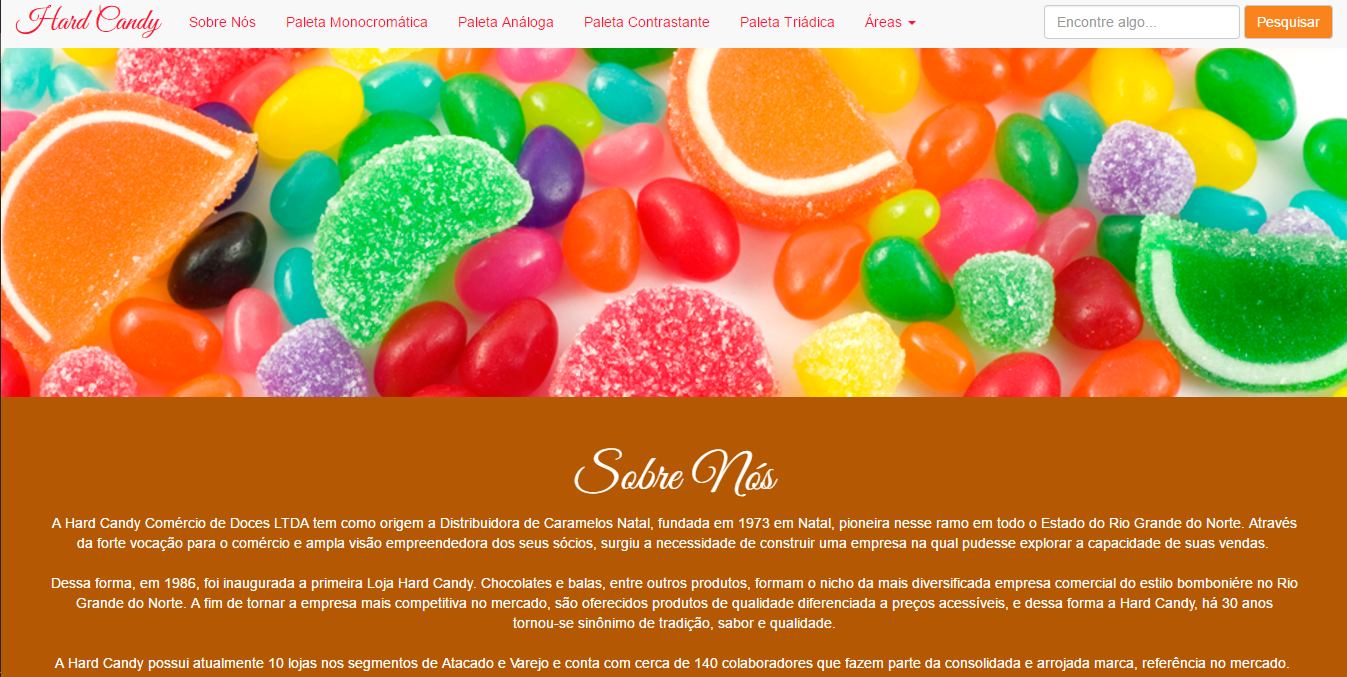 Hard Candy Sobre Nós Paleta Monocromática Paleta Análoga Paleta Contrastante Paleta Triádica Áreas Encontre algo... Pesquisar
Sobre Nós
A Hard Candy Comércio de Doces LTDA tem como origem a Distribuidora de Caramelos Natal, fundada em 1973 em Natal, pioneira nesse ramo em todo o Estado do Rio Grande do Norte. Através
da forte vocação para o comércio e ampla visão empreendedora dos seus sócios, surgiu a necessidade de construir uma empresa na qual pudesse explorar a capacidade de suas vendas.
Dessa forma, em 1986, foi inaugurada a primeira Loja Hard Candy. Chocolates e balas, entre outros produtos, formam o nicho da mais diversificada empresa comercial do estilo bomboniére no Rio
Grande do Norte. A fim de tornar a empresa mais competitiva no mercado, são oferecidos produtos de qualidade diferenciada a preços acessíveis, e dessa forma a Hard Candy, há 30 anos
tornou-se sinônimo de tradição, sabor e qualidade.
A Hard Candy possui atualmente 10 lojas nos segmentos de Atacado e Varejo e conta com cerca de 140 colaboradores que fazem parte da consolidada e arrojada marca, referência no mercado.